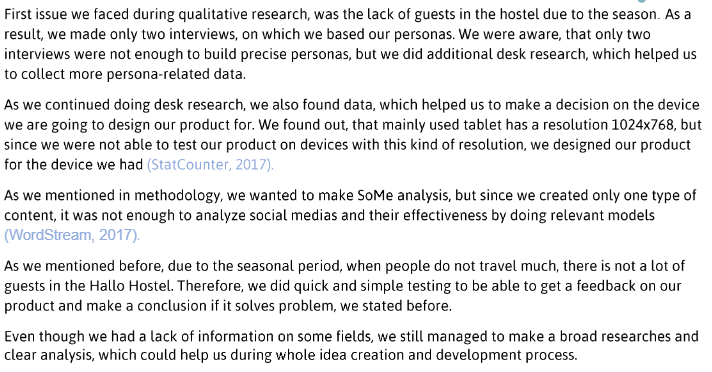 First issue we faced during qualitative research, was the lack of guests in the hostel due to the season. As a
result, we made only two interviews, on which we based our personas. We were aware, that only two
interviews were not enough to build precise personas, but we did additional desk research, which helped us
to collect more persona-related data.
As we continued doing desk research, we also found data, which helped us to make a decision on the device
we are going to design our product for. We found out, that mainly used tablet has a resolution 1024x768, but
since we were not able to test our product on devices with this kind of resolution, we designed our product
for the device we had (StatCounter, 2017).
As we mentioned in methodology, we wanted to make SoMe analysis, but since we created only one type of
content, it was not enough to analyze social medias and their effectiveness by doing relevant models
(WordStream, 2017).
As we mentioned before, due to the seasonal period, when people do not travel much, there is not a lot of
guests in the Hallo Hostel. Therefore, we did quick and simple testing to be able to get a feedback on our
product and make a conclusion if it solves problem, we stated before.
Even though we had a lack of information on some fields, we still managed to make a broad researches and
clear analysis, which could help us during whole idea creation and development process.